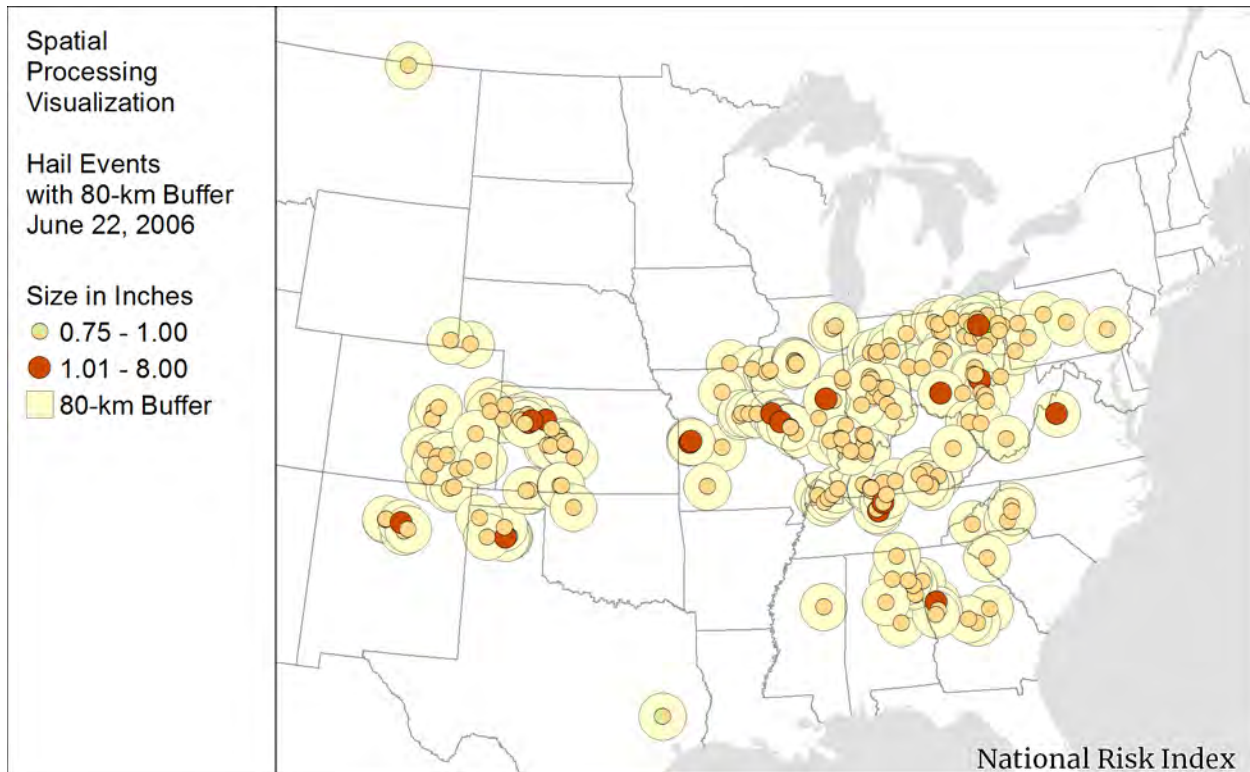 Spatial
Processing
Visualization
Hail Events
with 80-km Buffer
June 22, 2006
Size in Inches
0.75 - 1.00
1.01 - 8.00
80-km Buffer
National Risk Index